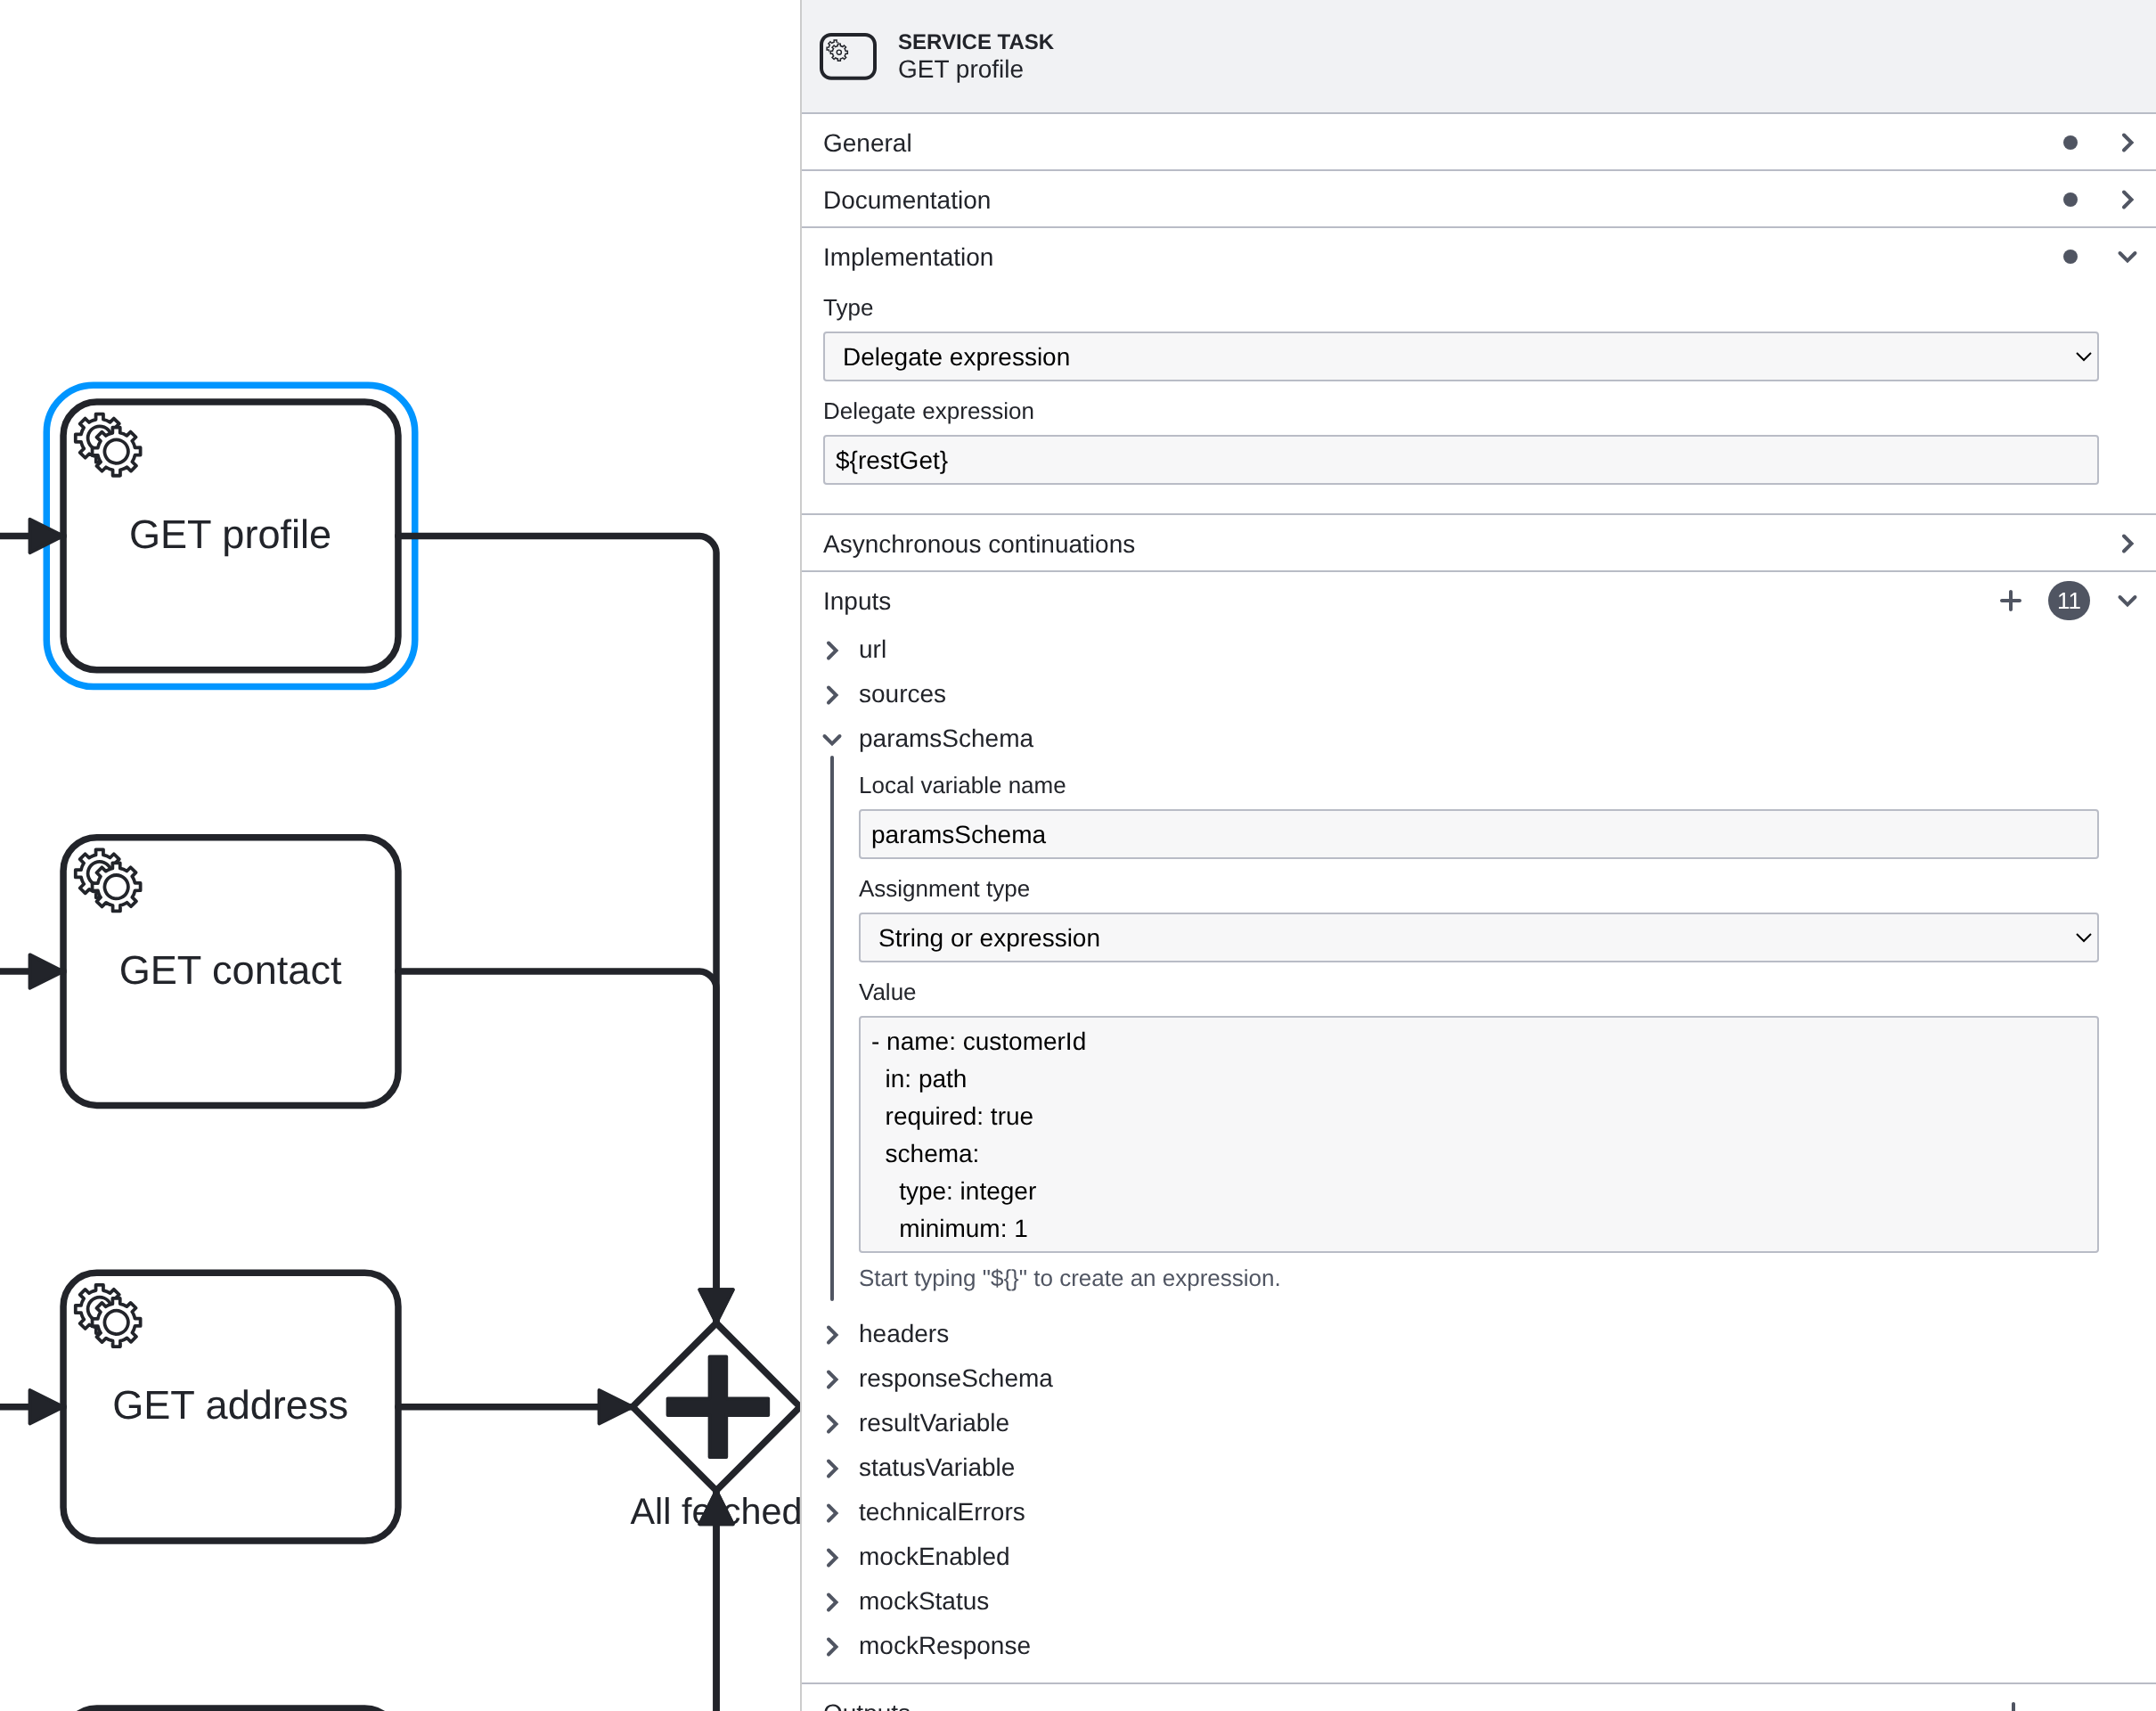 GET profile
GET contact
GET address
All fetched
SERVICE TASK
GET profile
General
Documentation
Implementation
Type
Delegate expression
Delegate expression
${restGet}
Asynchronous continuations
Inputs
11
url
sources
paramsSchema
Local variable name
paramsSchema
Assignment type
String or expression
Value
- name: customerId
  in: path
  required: true
  schema:
    type: integer
    minimum: 1
Start typing "${}" to create an expression.
headers
responseSchema
resultVariable
statusVariable
technicalErrors
mockEnabled
mockStatus
mockResponse
Outputs